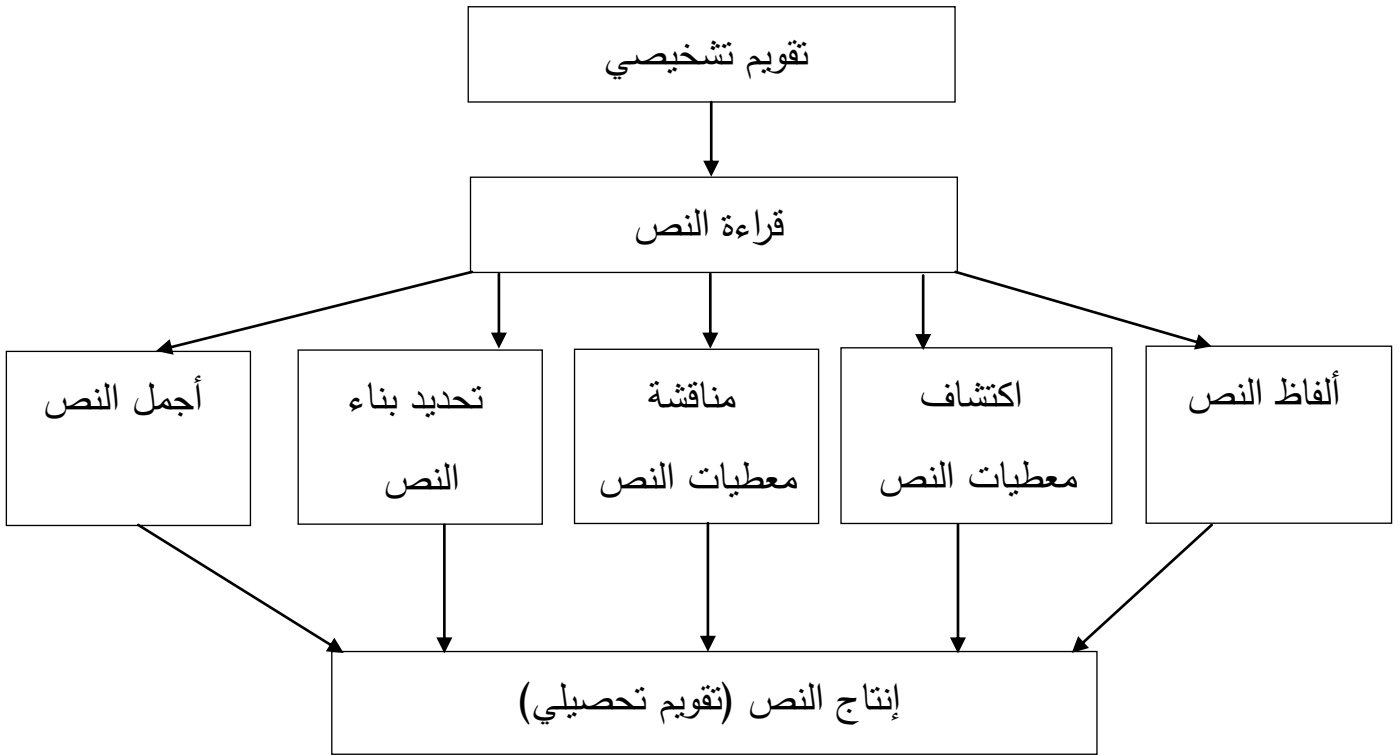 تقويم تشخيصي
قراءة النص
ألفاظ النص
اكتشاف
معطيات النص
مناقشة
معطيات النص
تحديد بناء
النص
أجمل النص
إنتاج النص (تقويم تحصيلي)